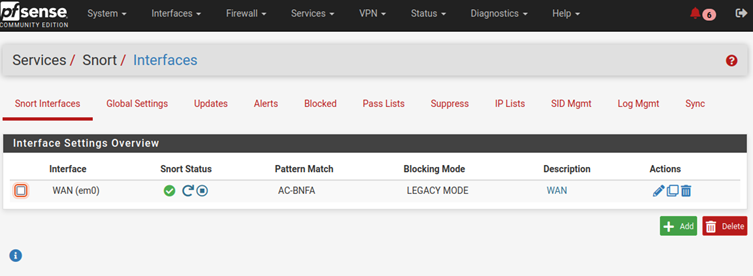 pfsense System Interfaces Firewall Services VPN Status Diagnostics Help 6
COMMUNITY EDITION
Services / Snort / Interfaces
Snort Interfaces Global Settings Updates Alerts Blocked Pass Lists Suppress IP Lists SID Mgmt Log Mgmt Sync
Interface Settings Overview
Interface Snort Status Pattern Match Blocking Mode Description Actions
WAN (em0) AC-BNFA LEGACY MODE WAN
Add Delete